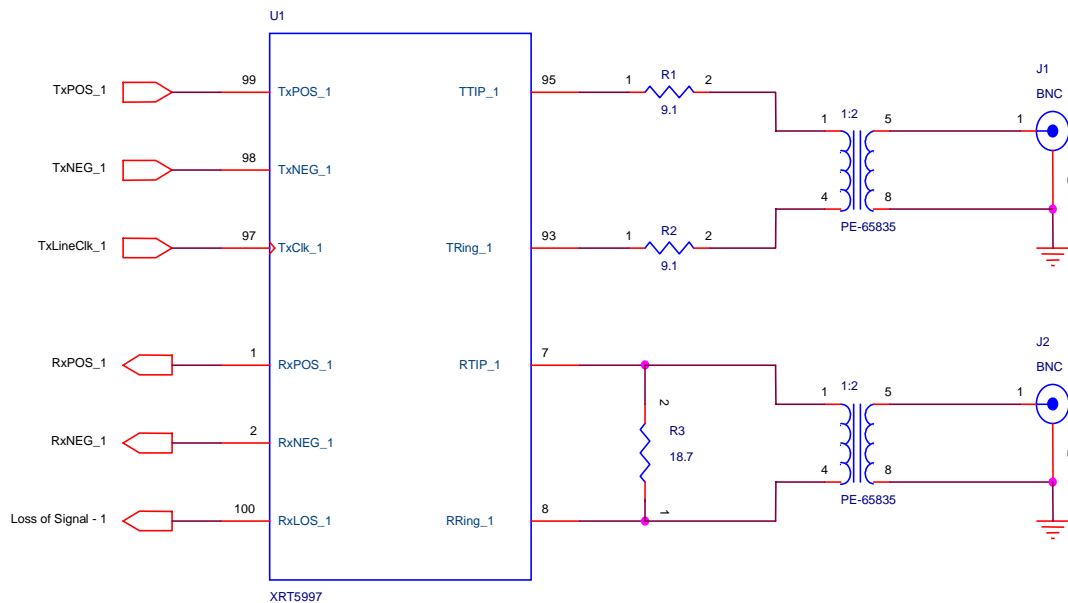 U1
TxPOS_1 99 TxPOS_1 TTIP_1 95 1 R1 2
9.1
J1
BNC
1 1:2 5 1
TxNEG_1 98 TxNEG_1
4 8
PE-65835
TxLineClk_1 97 TxClk_1 TRing_1 93 1 R2 2
9.1
RxPOS_1 1 RxPOS_1 RTIP_1 7
J2
BNC
1 1:2 5 1
2
R3
18.7
1
RxNEG_1 2 RxNEG_1
4 8
PE-65835
Loss of Signal - 1 100 RxLOS_1 RRing_1 8
XRT5997